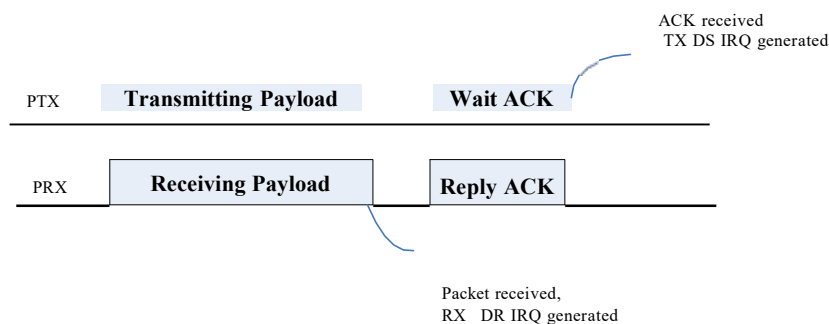 ACK received
TX DS IRQ generated
PTX
Transmitting Payload
Wait ACK
PRX
Receiving Payload
Reply ACK
Packet received,
RX DR IRQ generated